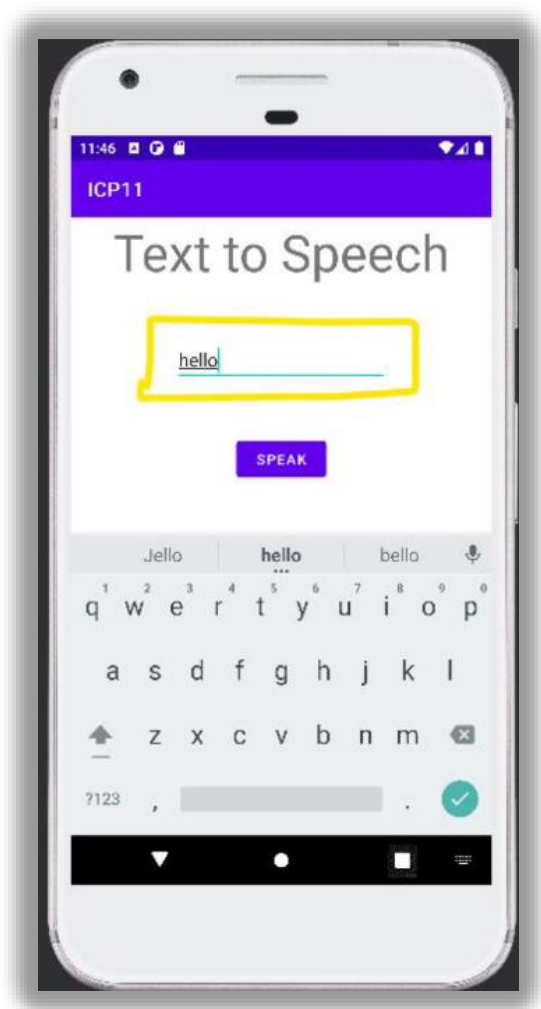 11:46
ICP11
Text to Speech
hello
SPEAK
Jello hello bello
1 2 3 4 5 6 7 8 9 0
q w e r t y u i o p
a s d f g h j k l
z x c v b n m
?123 , .